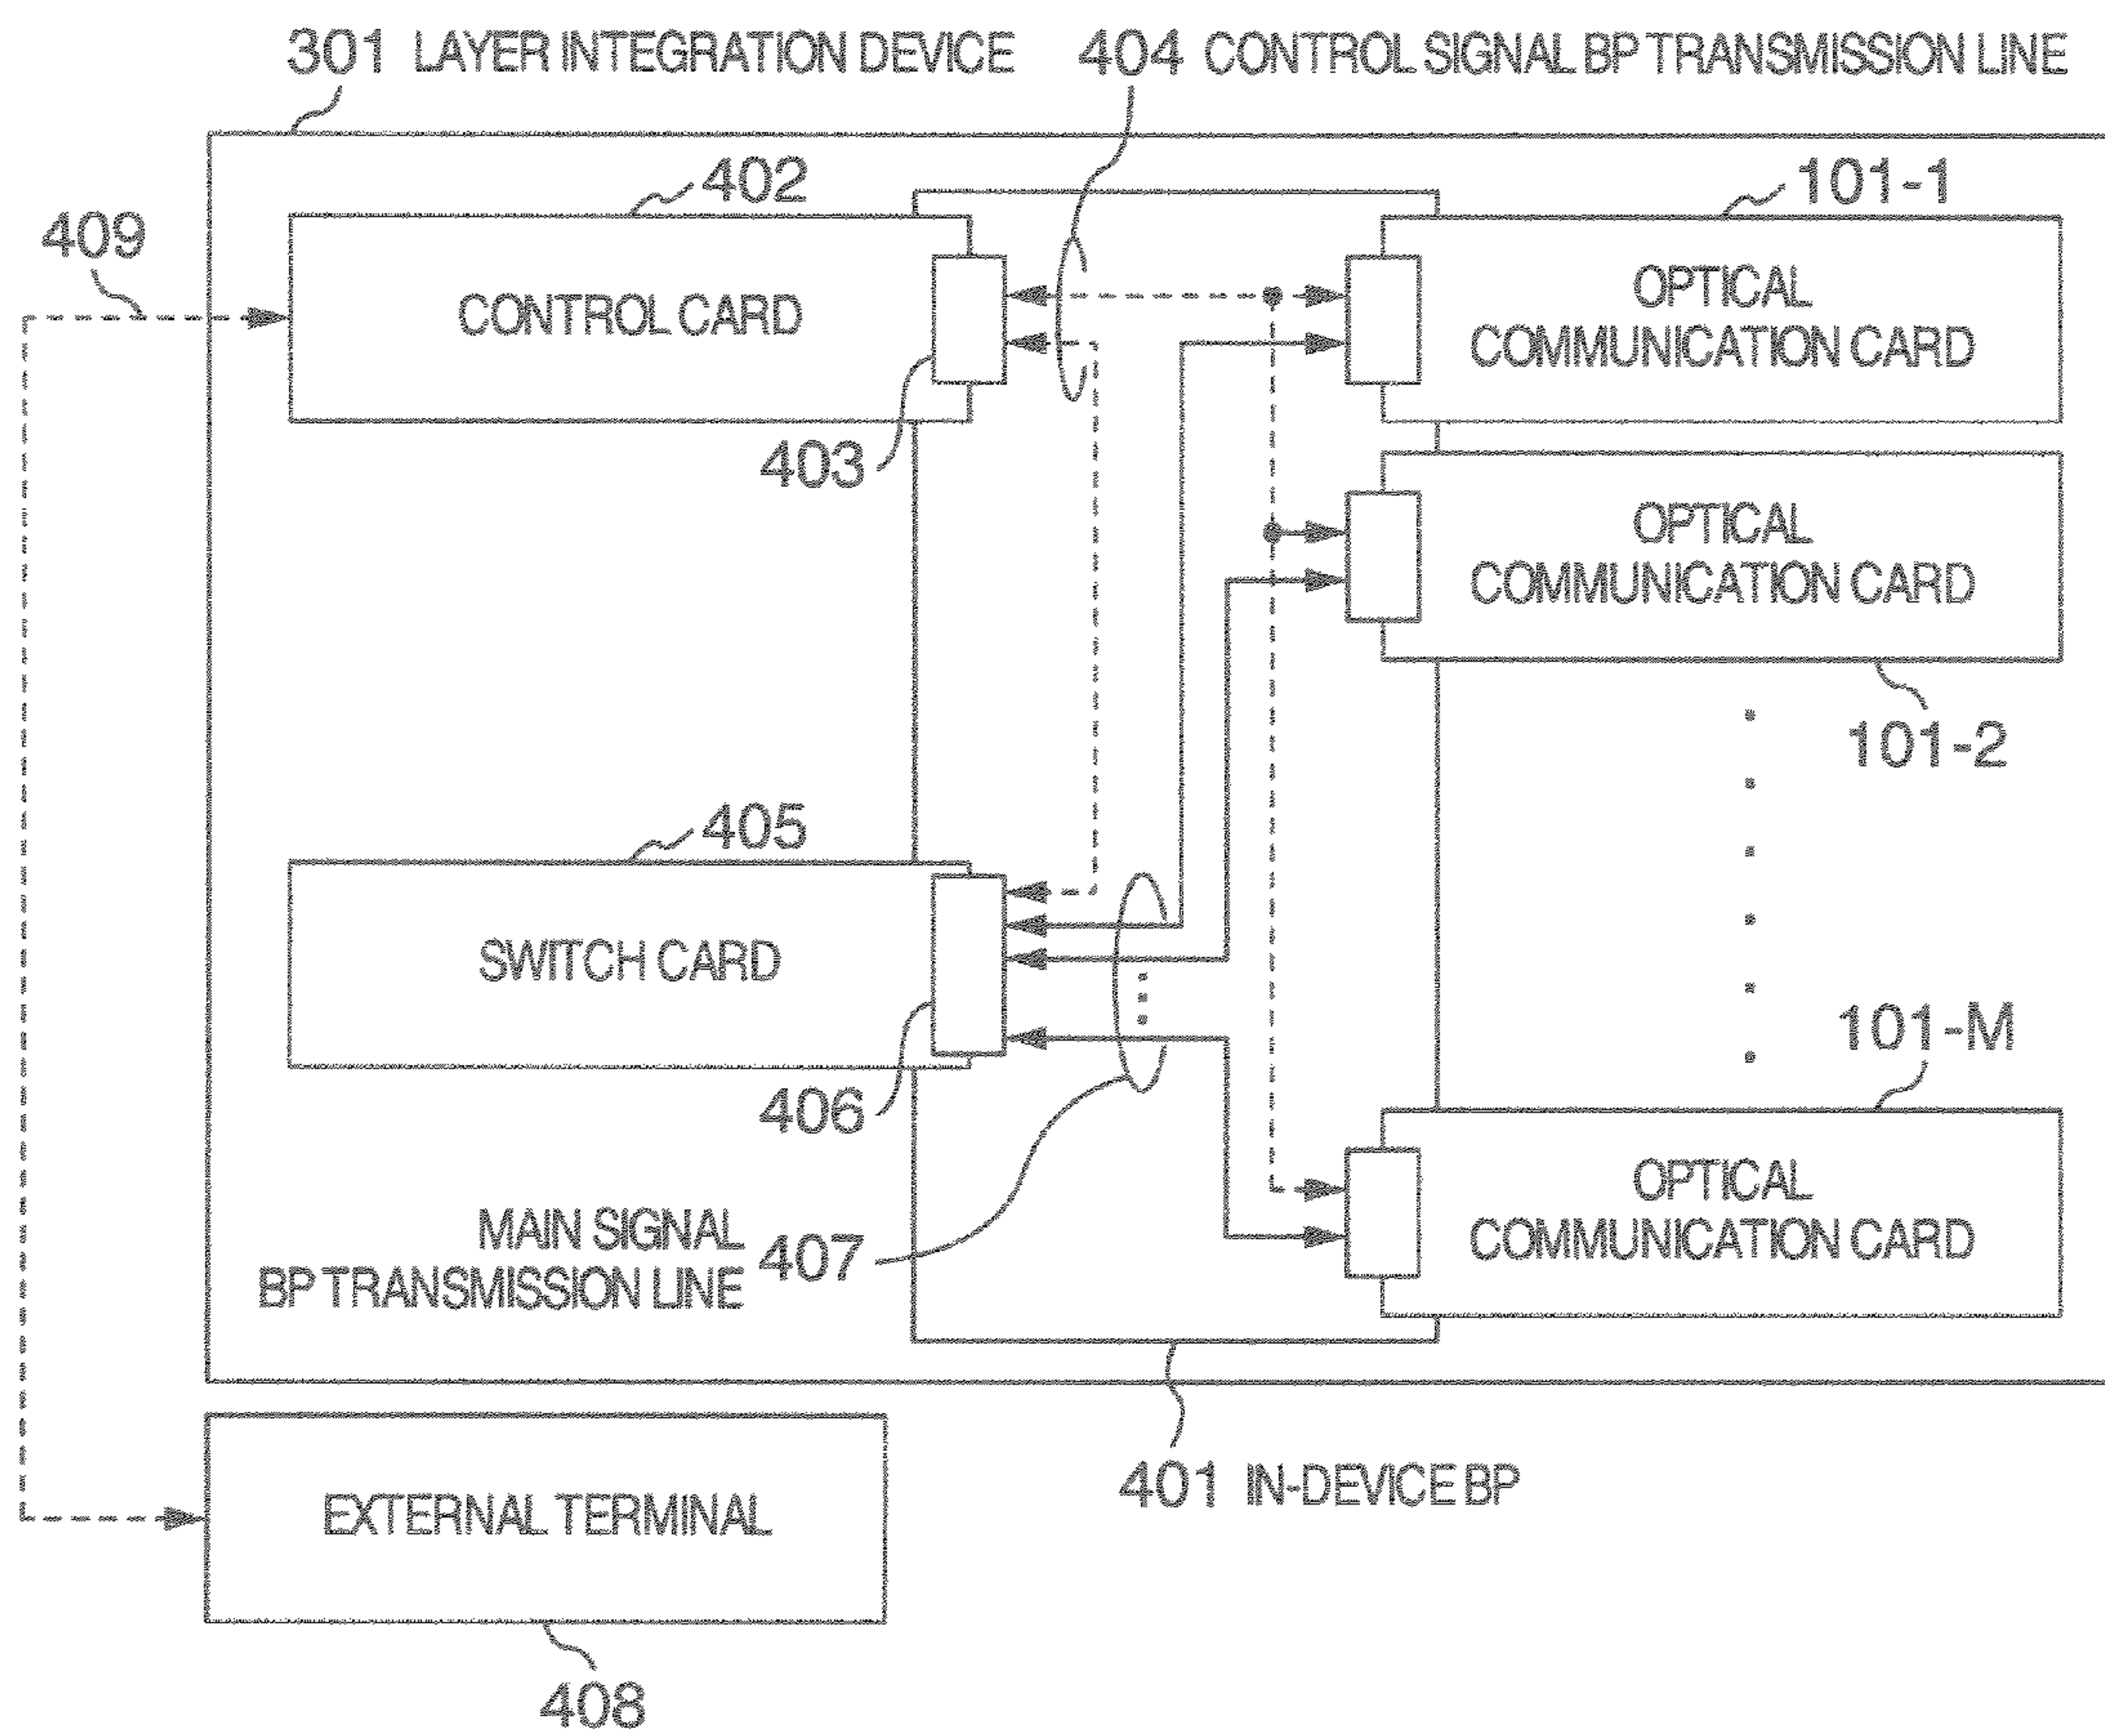 301 LAYER INTEGRATION DEVICE
404 CONTROL SIGNAL BP TRANSMISSION LINE
402
101-1
409
CONTROL CARD
OPTICAL
COMMUNICATION CARD
403
OPTICAL
COMMUNICATION CARD
101-2
405
SWITCH CARD
101-M
406
OPTICAL
COMMUNICATION CARD
MAIN SIGNAL
BP TRANSMISSION LINE
407
401 IN-DEVICE BP
EXTERNAL TERMINAL
408